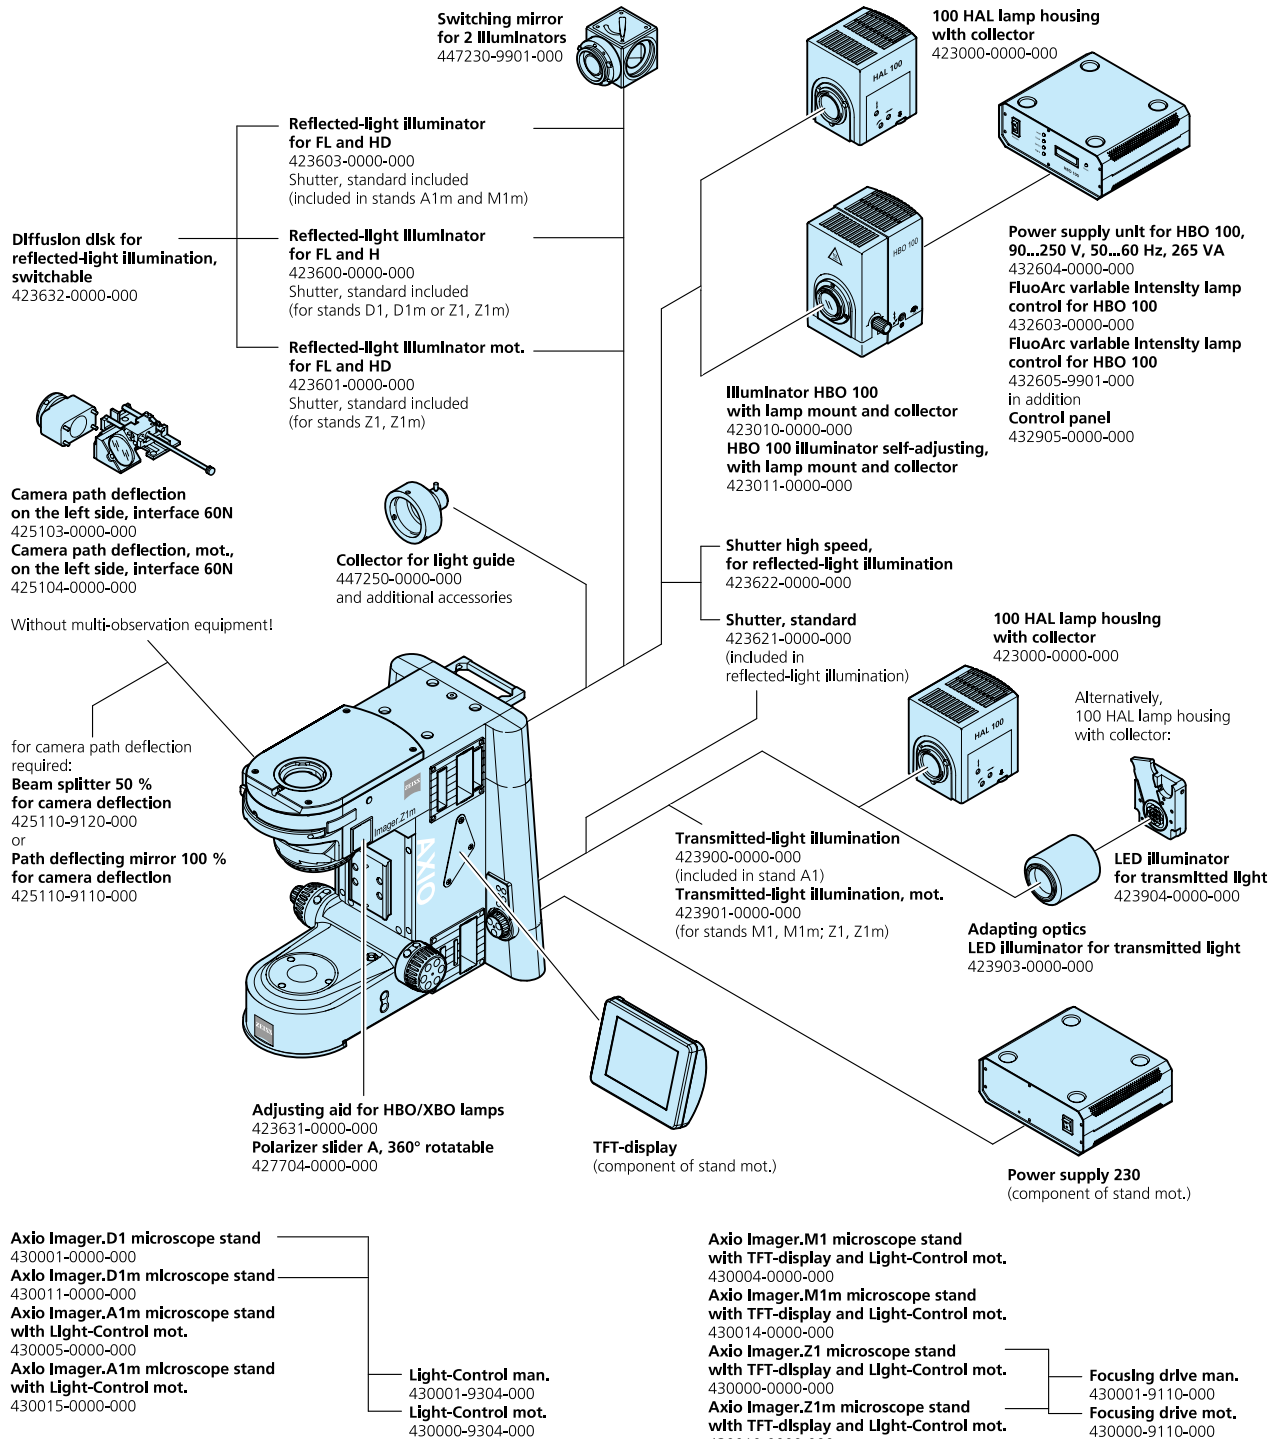 Switching mirror
for 2 illuminators
447230-9901-000
100 HAL lamp housing
with collector
423000-0000-000
HAL 100
HBO 100
Reflected-light illuminator
for FL and HD
423603-0000-000
Shutter, standard included
(included in stands A1m and M1m)
Diffusion disk for
reflected-light illumination,
switchable
423632-0000-000
Reflected-light illuminator
for FL and H
423600-0000-000
Shutter, standard included
(for stands D1, D1m or Z1, Z1m)
Reflected-light illuminator mot.
for FL and HD
423601-0000-000
Shutter, standard included
(for stands Z1, Z1m)
HBO 100
Power supply unit for HBO 100,
90...250 V, 50...60 Hz, 265 VA
432604-0000-000
FluoArc variable intensity lamp
control for HBO 100
432603-0000-000
FluoArc variable intensity lamp
control for HBO 100
432605-9901-000
in addition
Control panel
432905-0000-000
Illuminator HBO 100
with lamp mount and collector
423010-0000-000
HBO 100 illuminator self-adjusting,
with lamp mount and collector
423011-0000-000
Camera path deflection
on the left side, interface 60N
425103-0000-000
Camera path deflection, mot.,
on the left side, interface 60N
425104-0000-000
Without multi-observation equipment!
Collector for light guide
447250-0000-000
and additional accessories
Shutter high speed,
for reflected-light illumination
423622-0000-000
Shutter, standard
423621-0000-000
(included in
reflected-light illumination)
100 HAL lamp housing
with collector
423000-0000-000
HAL 100
Alternatively,
100 HAL lamp housing
with collector:
for camera path deflection
required:
Beam splitter 50 %
for camera deflection
425110-9120-000
or
Path deflecting mirror 100 %
for camera deflection
425110-9110-000
ZEISS
Imager.Z1m
AXIO
ZEISS
Transmitted-light illumination
423900-0000-000
(included in stand A1)
Transmitted-light illumination, mot.
423901-0000-000
(for stands M1, M1m; Z1, Z1m)
LED illuminator
for transmitted light
423904-0000-000
Adapting optics
LED illuminator for transmitted light
423903-0000-000
Adjusting aid for HBO/XBO lamps
423631-0000-000
Polarizer slider A, 360° rotatable
427704-0000-000
TFT-display
(component of stand mot.)
Power supply 230
(component of stand mot.)
Axio Imager.D1 microscope stand
430001-0000-000
Axio Imager.D1m microscope stand
430011-0000-000
Axio Imager.A1m microscope stand
with Light-Control mot.
430005-0000-000
Axio Imager.A1m microscope stand
with Light-Control mot.
430015-0000-000
Light-Control man.
430001-9304-000
Light-Control mot.
430000-9304-000
Axio Imager.M1 microscope stand
with TFT-display and Light-Control mot.
430004-0000-000
Axio Imager.M1m microscope stand
with TFT-display and Light-Control mot.
430014-0000-000
Axio Imager.Z1 microscope stand
with TFT-display and Light-Control mot.
430000-0000-000
Axio Imager.Z1m microscope stand
with TFT-display and Light-Control mot.
Focusing drive man.
430001-9110-000
Focusing drive mot.
430000-9110-000